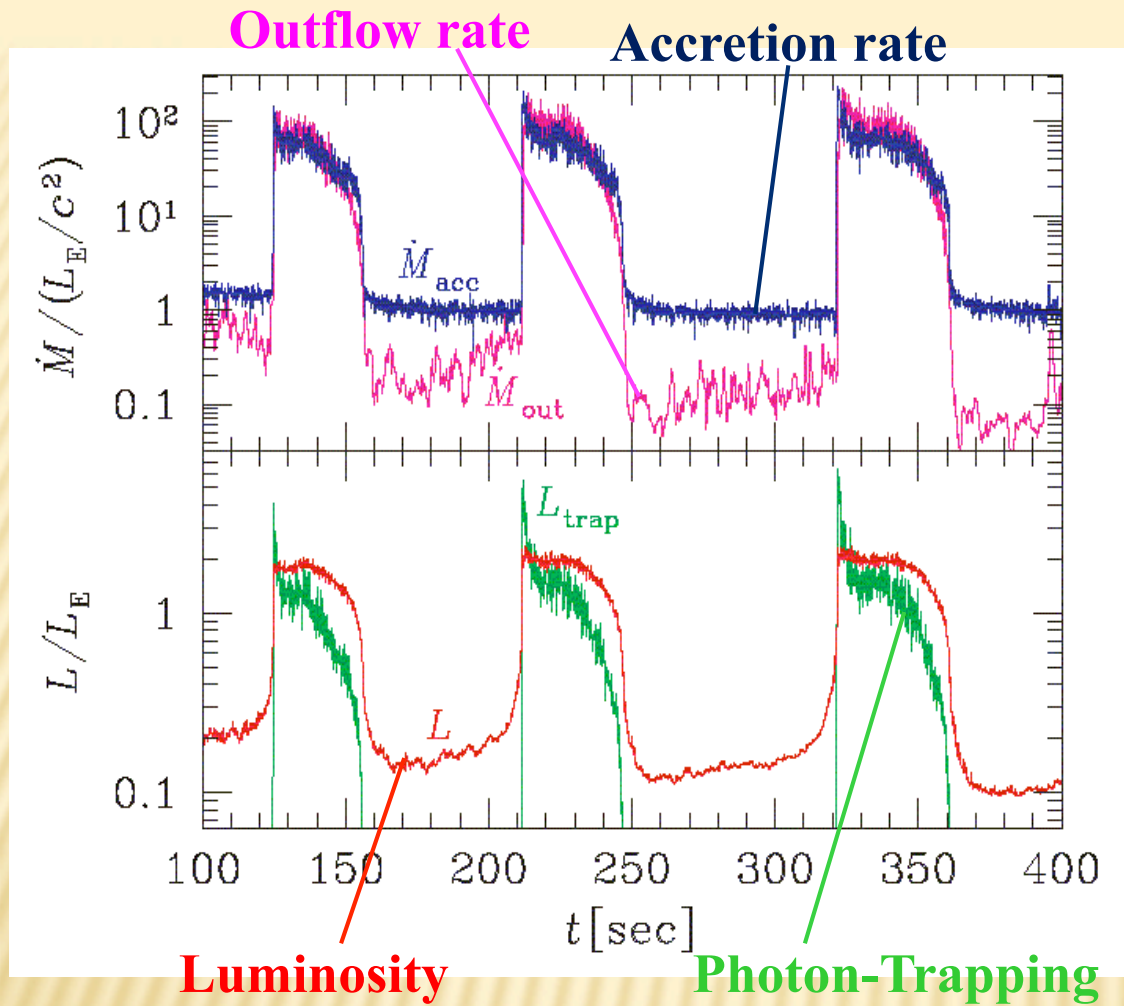 Outflow rate
Accretion rate
Ṁ/(L_E/c²)
10²
10¹
1
0.1
Ṁ_acc
Ṁ_out
L/L_E
1
0.1
L_trap
L
100 150 200 250 300 350 400
t[sec]
Luminosity
Photon-Trapping